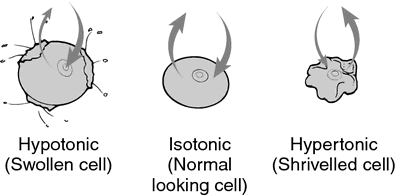 Hypotonic
(Swollen cell)
Isotonic
(Normal
looking cell)
Hypertonic
(Shrivelled cell)